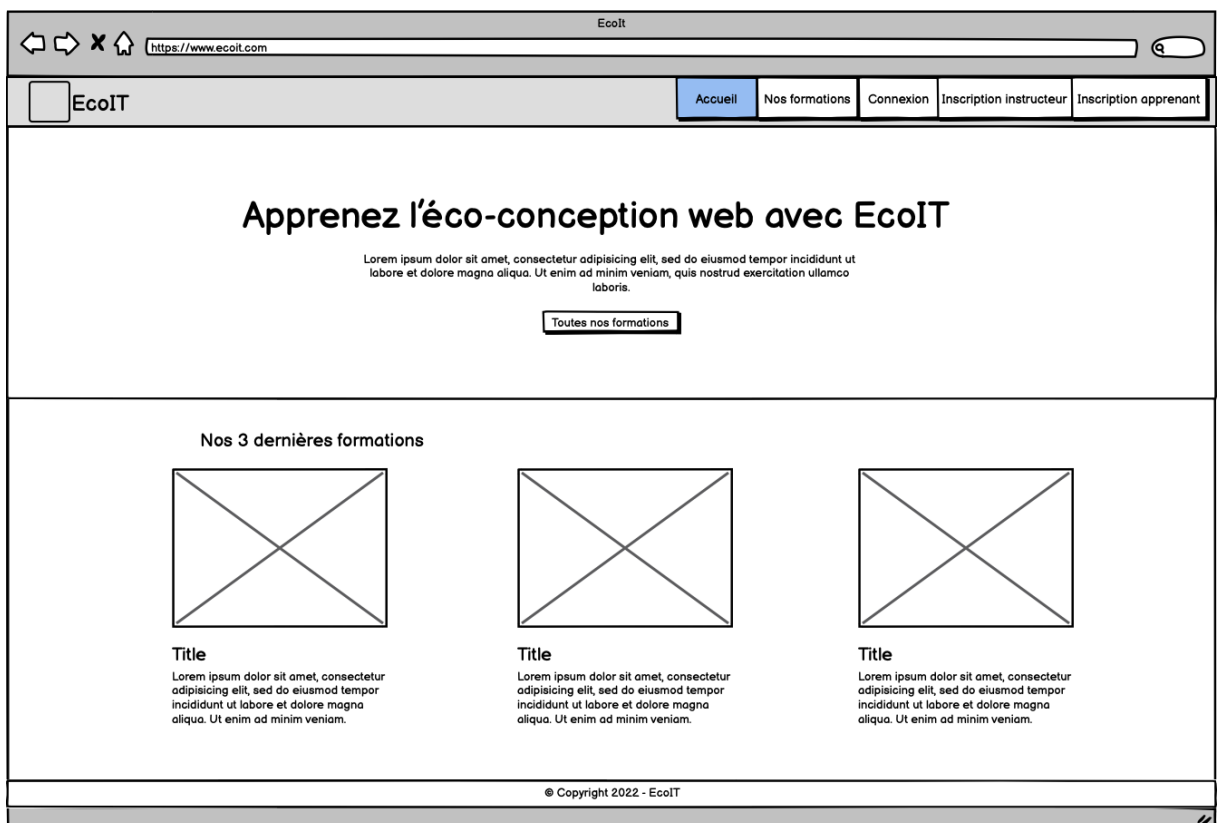 EcoIt
https://www.ecoit.com
EcoIT
Accueil
Nos formations
Connexion
Inscription instructeur
Inscription apprenant
Apprenez l'éco-conception web avec EcoIT
Lorem ipsum dolor sit amet, consectetur adipisicing elit, sed do eiusmod tempor incididunt ut
labore et dolore magna aliqua. Ut enim ad minim veniam, quis nostrud exercitation ullamco
laboris.
Toutes nos formations
Nos 3 dernières formations
Title
Lorem ipsum dolor sit amet, consectetur
adipisicing elit, sed do eiusmod tempor
incididunt ut labore et dolore magna
aliqua. Ut enim ad minim veniam.
Title
Lorem ipsum dolor sit amet, consectetur
adipisicing elit, sed do eiusmod tempor
incididunt ut labore et dolore magna
aliqua. Ut enim ad minim veniam.
Title
Lorem ipsum dolor sit amet, consectetur
adipisicing elit, sed do eiusmod tempor
incididunt ut labore et dolore magna
aliqua. Ut enim ad minim veniam.
© Copyright 2022 - EcoIT